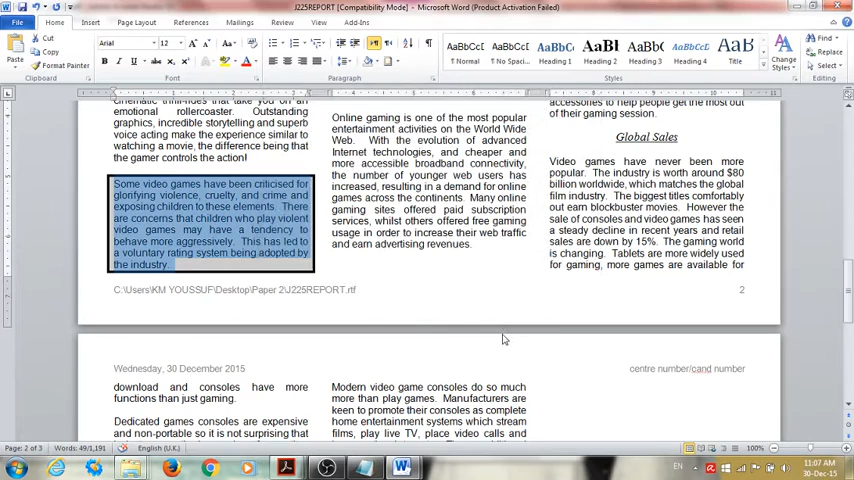 J225REPORT [Compatibility Mode] - Microsoft Word (Product Activation Failed)
File Home Insert Page Layout References Mailings Review View Add-Ins
Paste
Cut
Copy
Format Painter
Clipboard
Arial 12
Font
Paragraph
AaBbCcI ¶ Normal
AaBbCcI ¶ No Spac...
AaBbC Heading 1
AaBb Heading 2
AaBbC Heading 3
AaBbCc Heading 4
AaB Title
Styles
Change Styles
Find
Replace
Select
Editing
cinematic thrill-rides that take you on an
emotional rollercoaster. Outstanding
graphics, incredible storytelling and superb
voice acting make the experience similar to
watching a movie, the difference being that
the gamer controls the action!
Some video games have been criticised for
glorifying violence, cruelty, and crime and
exposing children to these elements. There
are concerns that children who play violent
video games may have a tendency to
behave more aggressively. This has led to
a voluntary rating system being adopted by
the industry.
Online gaming is one of the most popular
entertainment activities on the World Wide
Web. With the evolution of advanced
Internet technologies, and cheaper and
more accessible broadband connectivity,
the number of younger web users has
increased, resulting in a demand for online
games across the continents. Many online
gaming sites offered paid subscription
services, whilst others offered free gaming
usage in order to increase their web traffic
and earn advertising revenues.
accessories to help people get the most out
of their gaming session.
Global Sales
Video games have never been more
popular. The industry is worth around $80
billion worldwide, which matches the global
film industry. The biggest titles comfortably
out earn blockbuster movies. However the
sale of consoles and video games has seen
a steady decline in recent years and retail
sales are down by 15%. The gaming world
is changing. Tablets are more widely used
for gaming, more games are available for
C:\Users\KM YOUSSUF\Desktop\Paper 2\J225REPORT.rtf 2
Wednesday, 30 December 2015 centre number/cand number
download and consoles have more
functions than just gaming.
Dedicated games consoles are expensive
and non-portable so it is not surprising that
Modern video game consoles do so much
more than play games. Manufacturers are
keen to promote their consoles as complete
home entertainment systems which stream
films, play live TV, place video calls and
Page: 2 of 3 Words: 49/1,191 English (U.K.) 100%
EN 11:07 AM
30-Dec-15